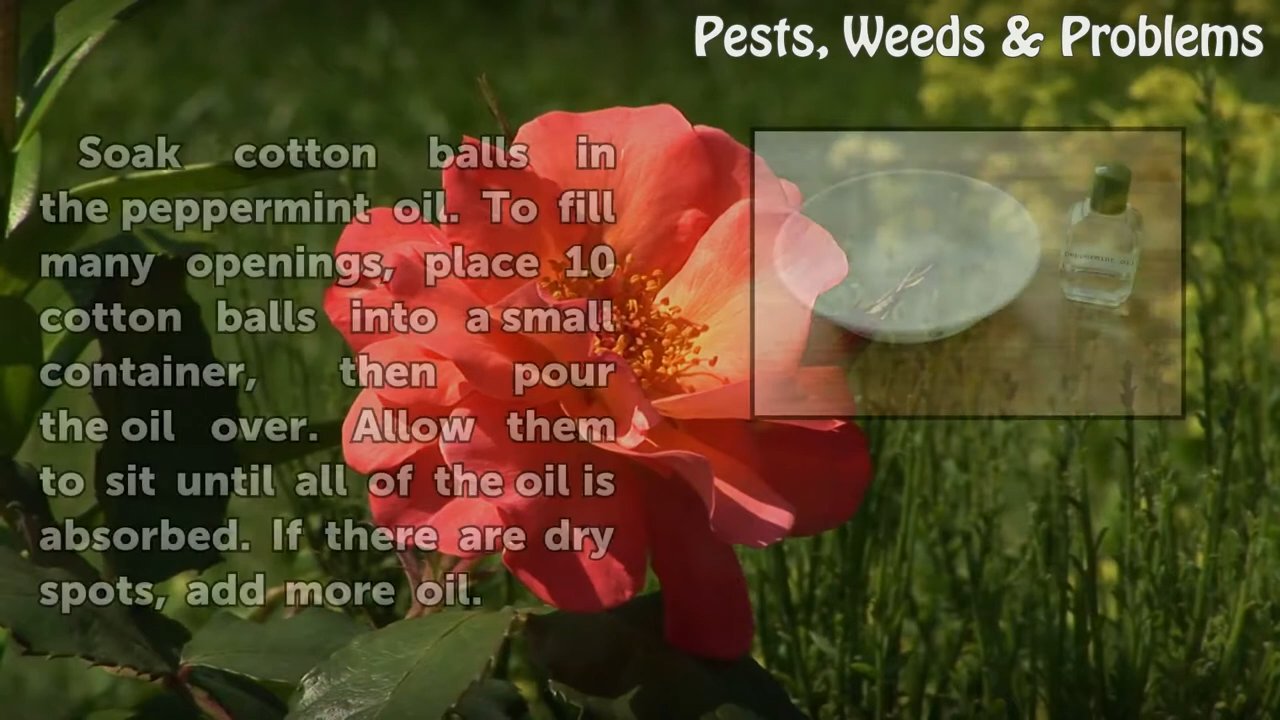 Pests, Weeds & Problems
Soak cotton balls in
the peppermint oil. To fill
many openings, place 10
cotton balls into a small
container, then pour
the oil over. Allow them
to sit until all of the oil is
absorbed. If there are dry
spots, add more oil.
PEPPERMINT OIL